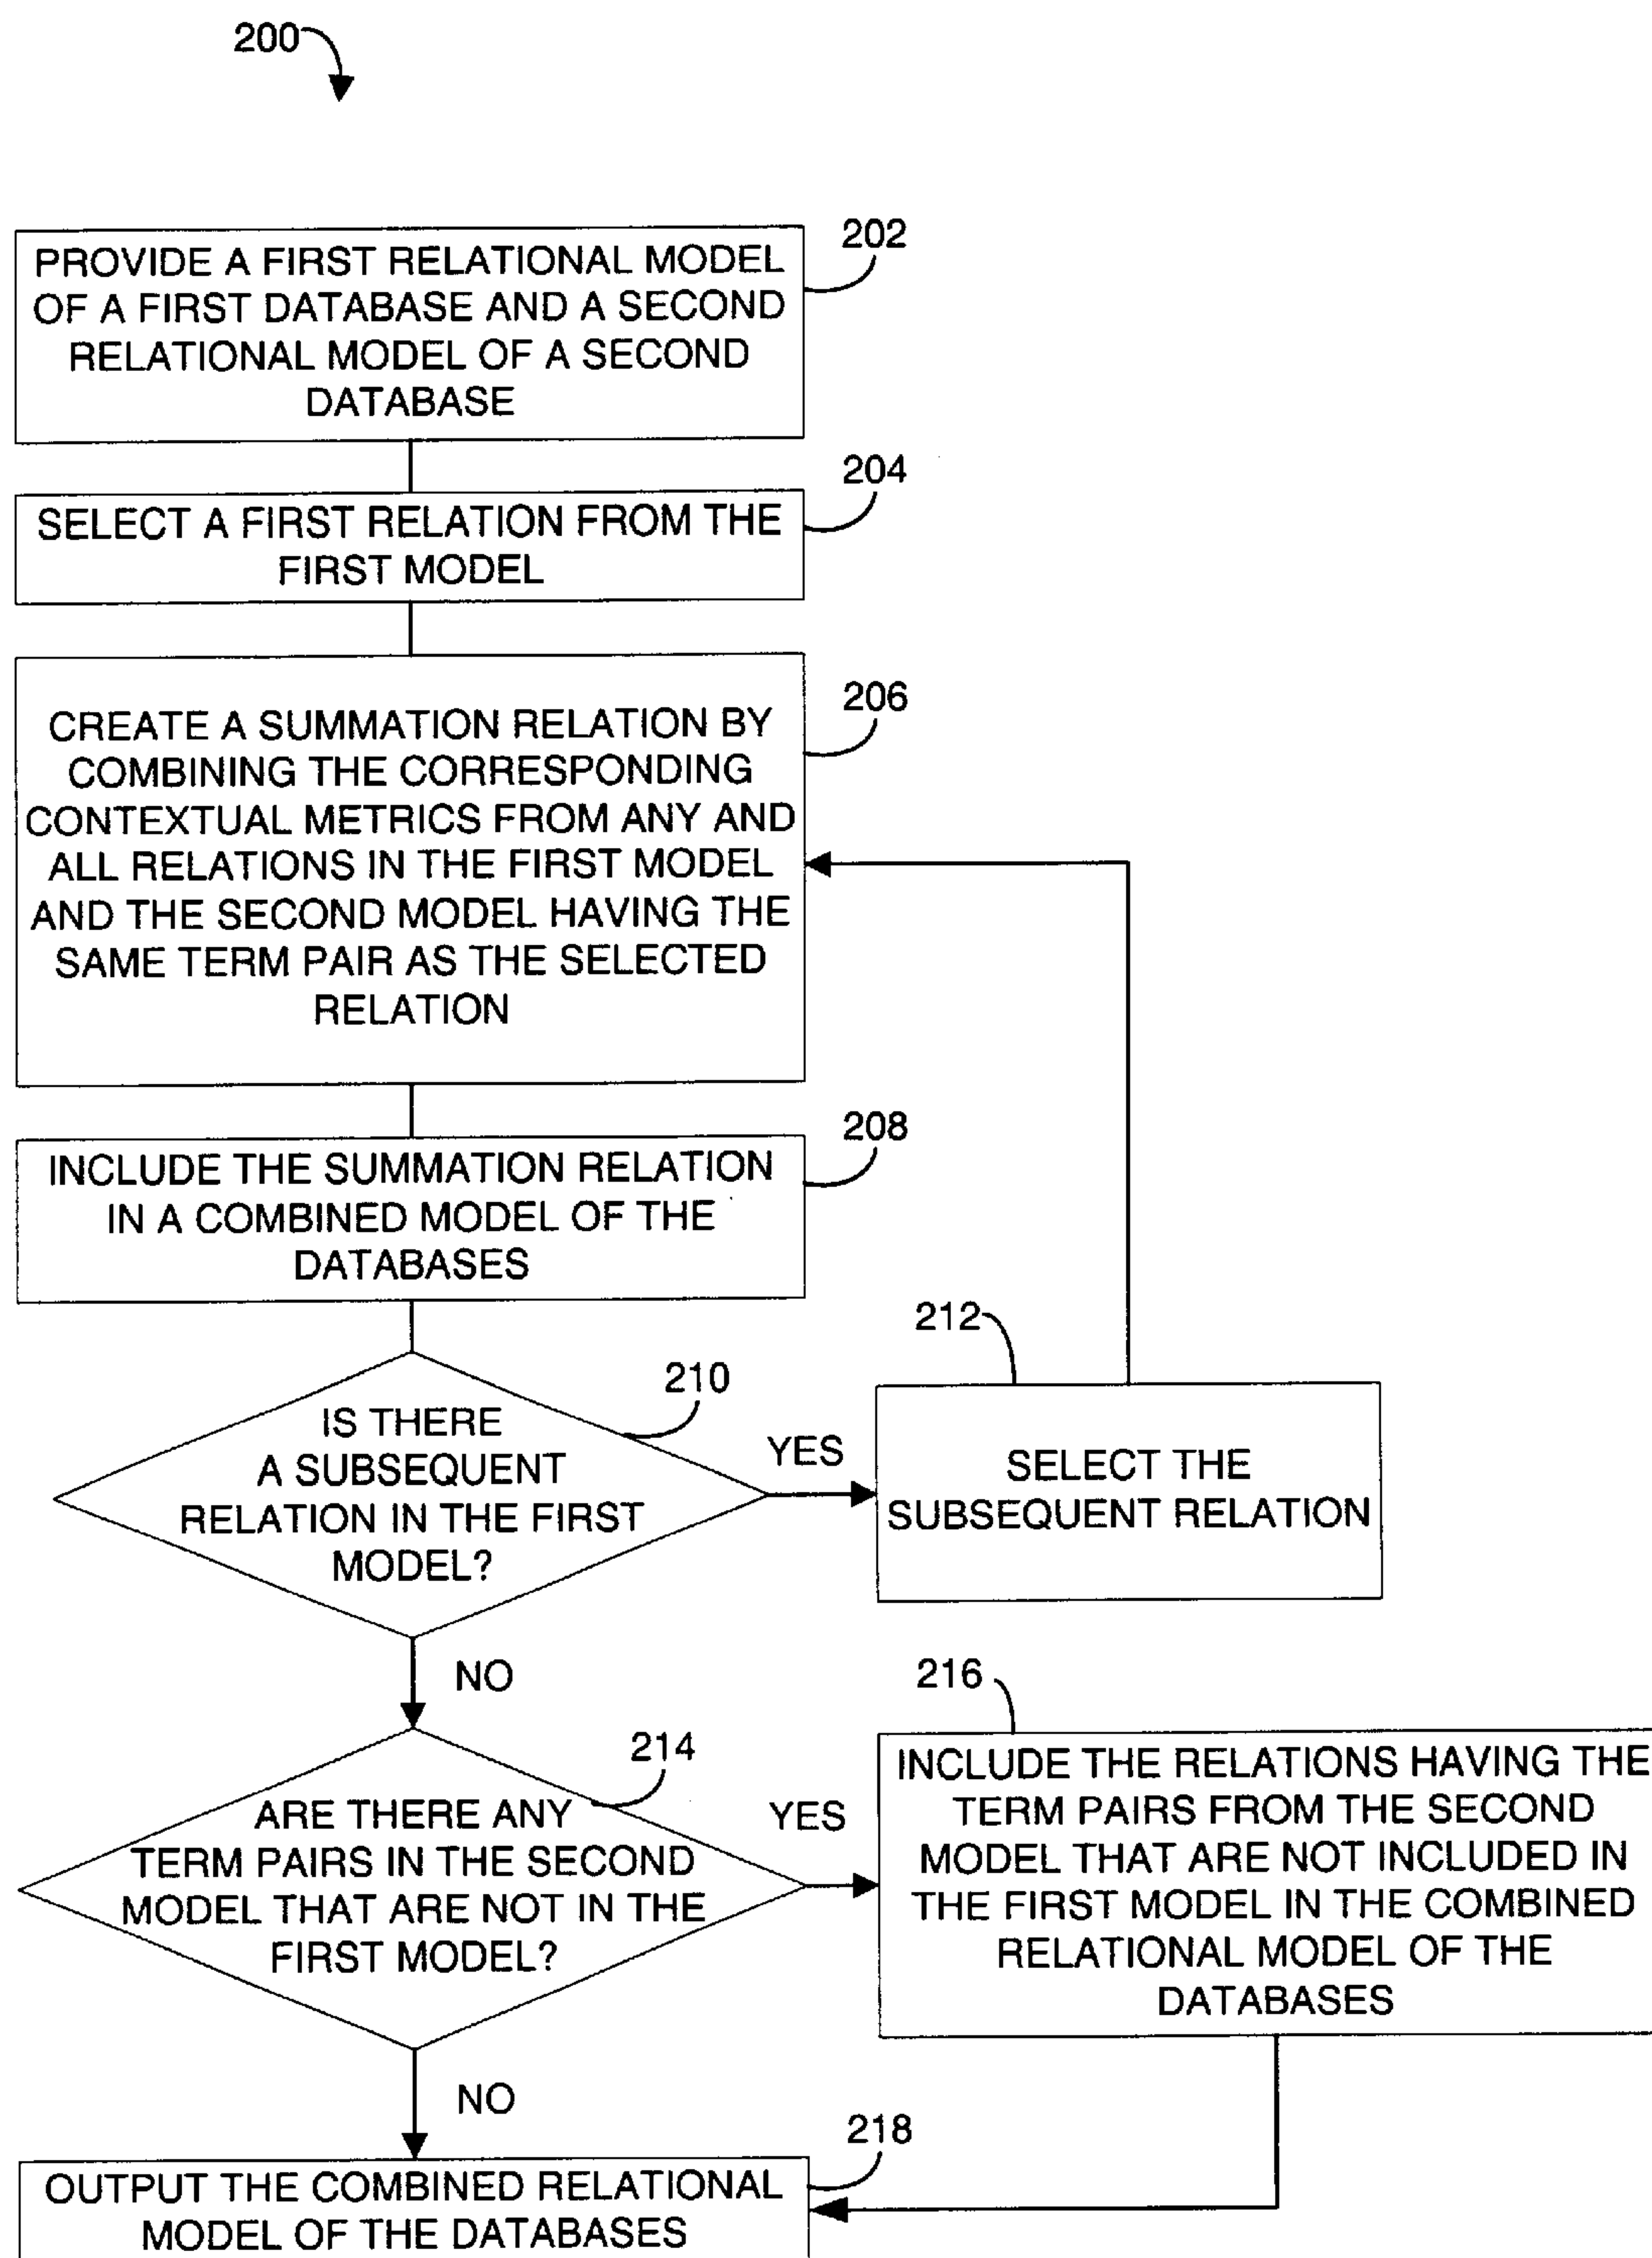 200
PROVIDE A FIRST RELATIONAL MODEL
OF A FIRST DATABASE AND A SECOND
RELATIONAL MODEL OF A SECOND
DATABASE
202
SELECT A FIRST RELATION FROM THE
FIRST MODEL
204
CREATE A SUMMATION RELATION BY
COMBINING THE CORRESPONDING
CONTEXTUAL METRICS FROM ANY AND
ALL RELATIONS IN THE FIRST MODEL
AND THE SECOND MODEL HAVING THE
SAME TERM PAIR AS THE SELECTED
RELATION
206
INCLUDE THE SUMMATION RELATION
IN A COMBINED MODEL OF THE
DATABASES
208
IS THERE
A SUBSEQUENT
RELATION IN THE FIRST
MODEL?
210
YES
212
SELECT THE
SUBSEQUENT RELATION
NO
ARE THERE ANY
TERM PAIRS IN THE SECOND
MODEL THAT ARE NOT IN THE
FIRST MODEL?
214
YES
216
INCLUDE THE RELATIONS HAVING THE
TERM PAIRS FROM THE SECOND
MODEL THAT ARE NOT INCLUDED IN
THE FIRST MODEL IN THE COMBINED
RELATIONAL MODEL OF THE
DATABASES
NO
OUTPUT THE COMBINED RELATIONAL
MODEL OF THE DATABASES
218